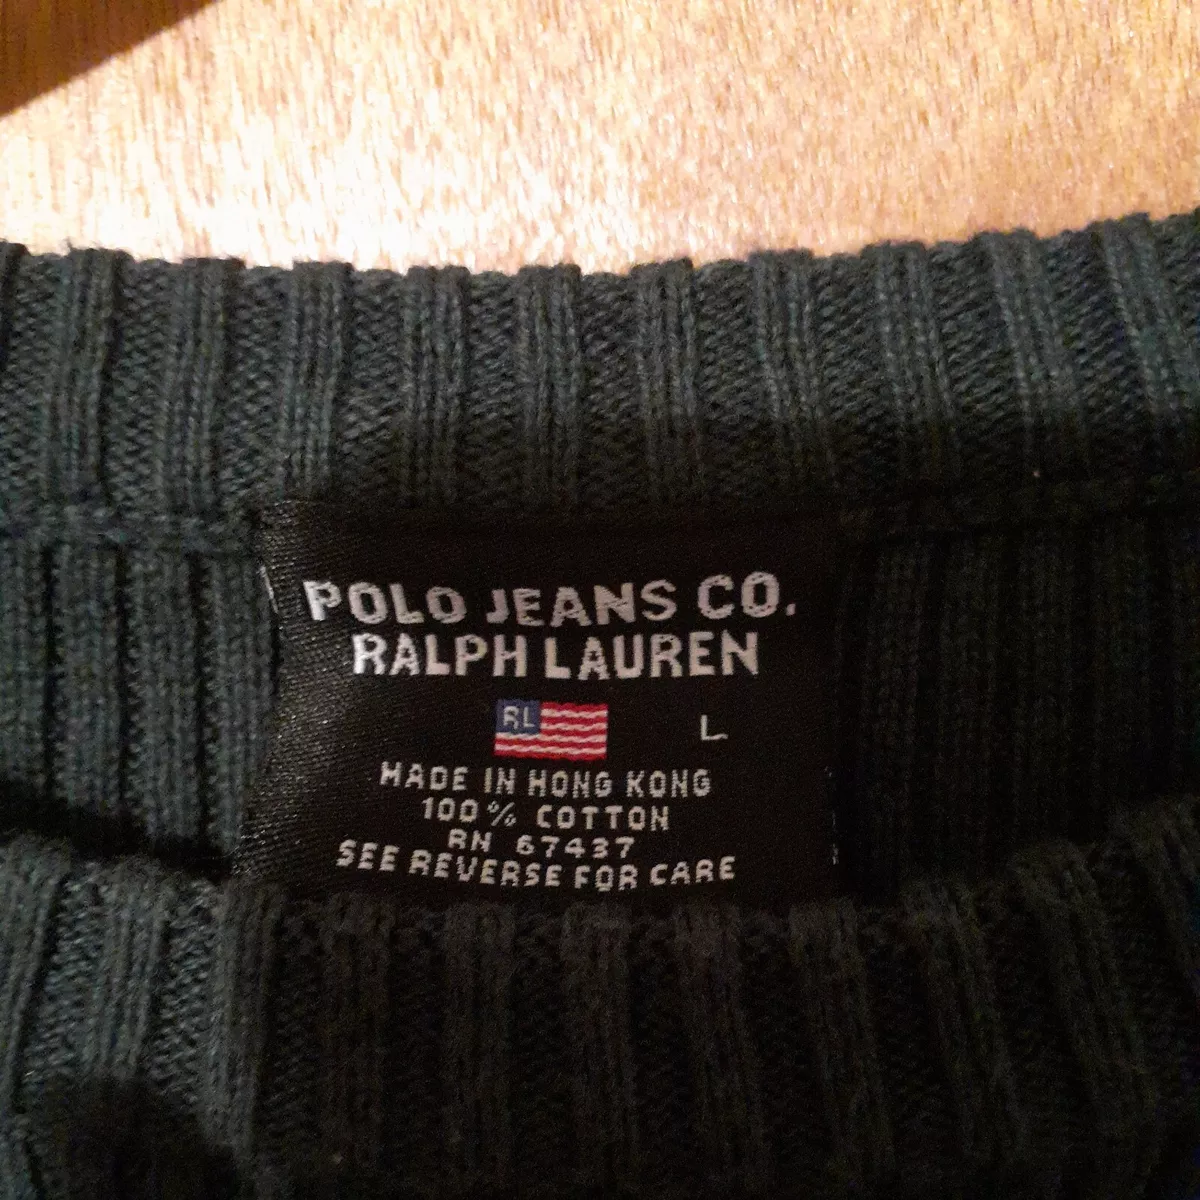 POLO JEANS CO.
RALPH LAUREN
RL
L
MADE IN HONG KONG
100% COTTON
RN 67437
SEE REVERSE FOR CARE